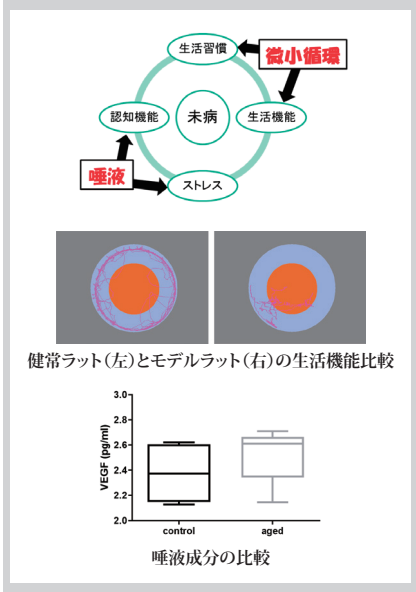 生活習慣
微小循環
認知機能
未病
生活機能
唾液
ストレス
健常ラット(左)とモデルラット(右)の生活機能比較
3.0
2.8
2.6
2.4
2.2
2.0
VEGF (pg/ml)
control
aged
唾液成分の比較